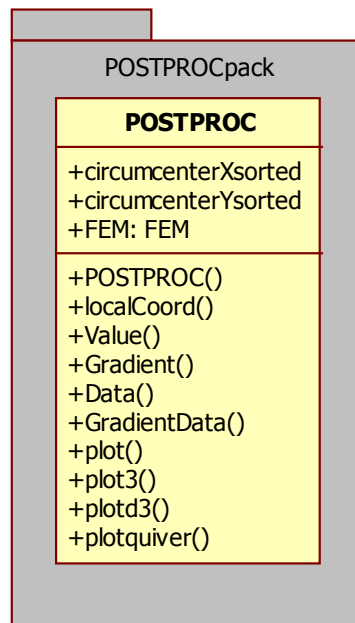 POSTPROCpack
POSTPROC
+circumcenterXsorted
+circumcenterYsorted
+FEM: FEM
+POSTPROC()
+localCoord()
+Value()
+Gradient()
+Data()
+GradientData()
+plot()
+plot3()
+plotd3()
+plotquiver()